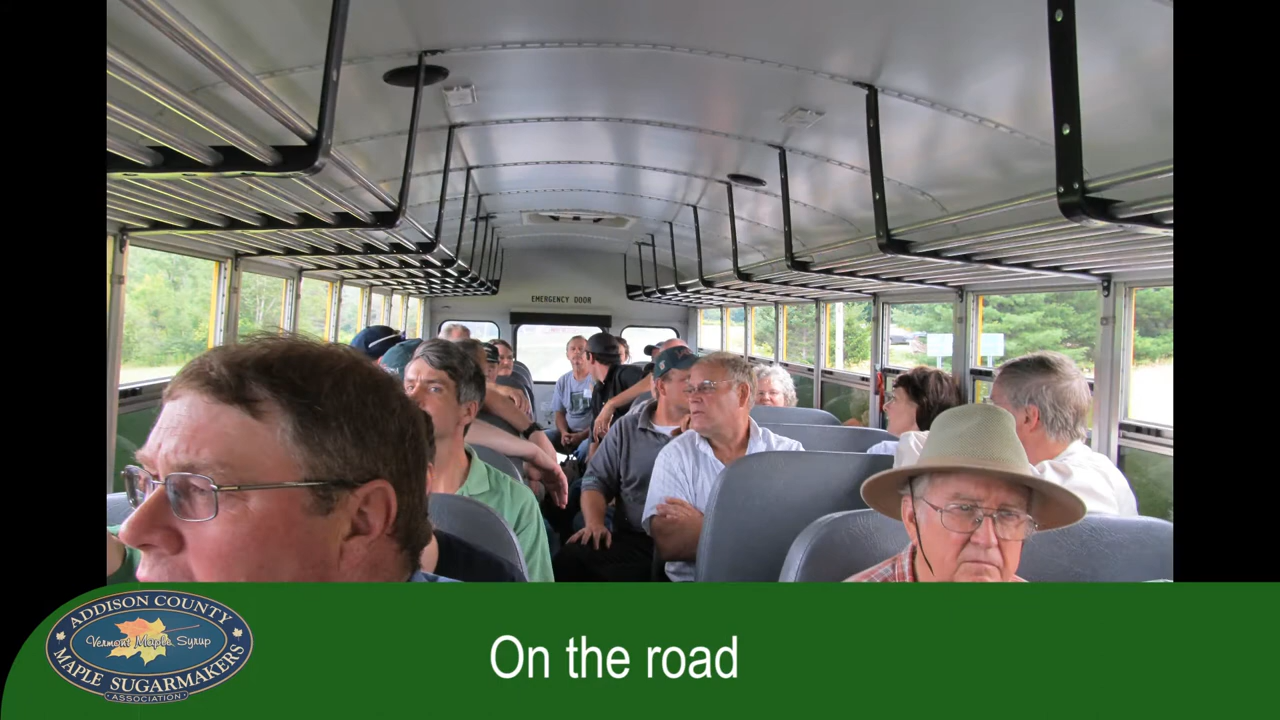 EMERGENCY DOOR
ADDISON COUNTY
Vermont Maple Syrup
MAPLE SUGARMAKERS
ASSOCIATION
On the road